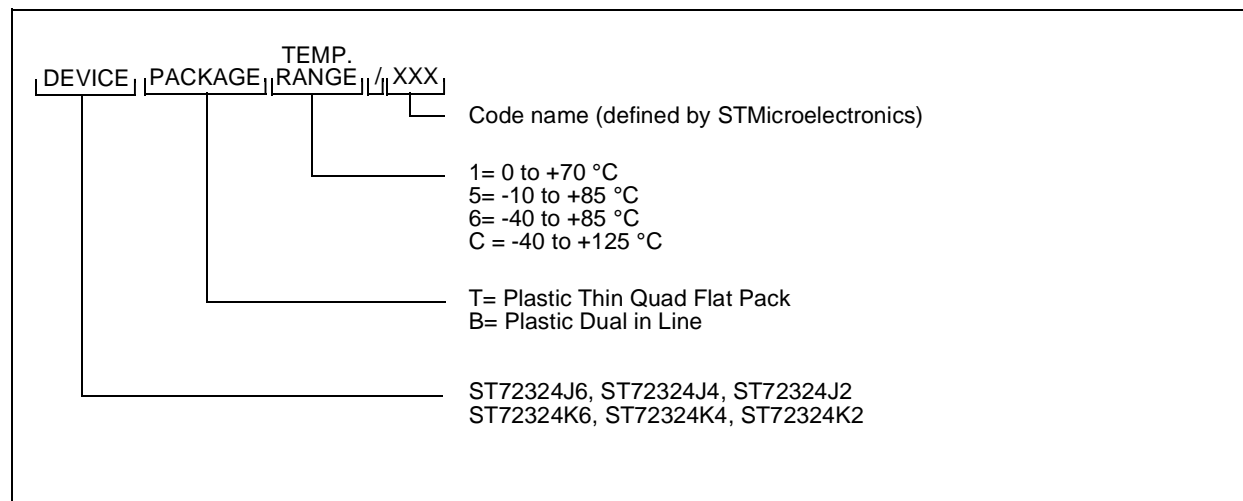 TEMP.
DEVICE PACKAGE RANGE / XXX
Code name (defined by STMicroelectronics)
1= 0 to +70 °C
5= -10 to +85 °C
6= -40 to +85 °C
C = -40 to +125 °C
T= Plastic Thin Quad Flat Pack
B= Plastic Dual in Line
ST72324J6, ST72324J4, ST72324J2
ST72324K6, ST72324K4, ST72324K2